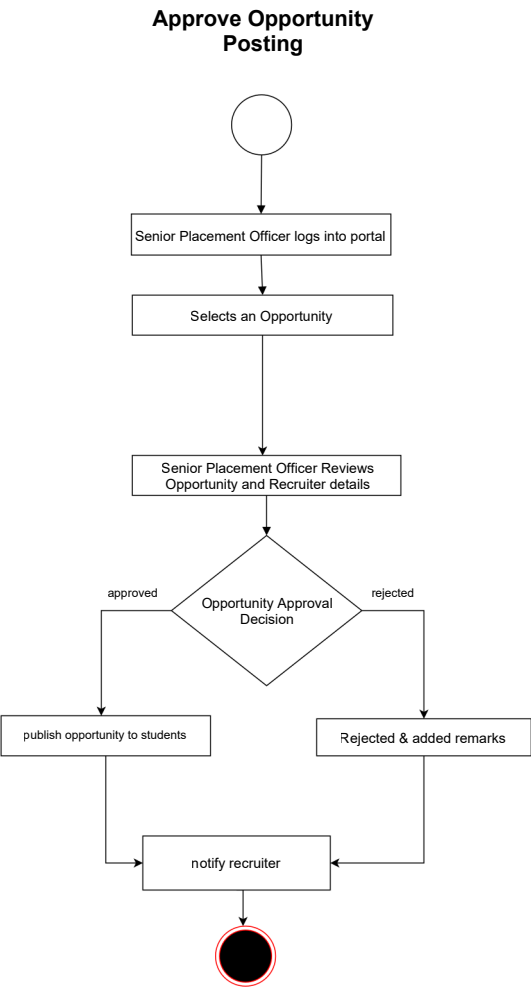 Approve Opportunity
Posting
Senior Placement Officer logs into portal
Selects an Opportunity
Senior Placement Officer Reviews
Opportunity and Recruiter details
approved
rejected
Opportunity Approval
Decision
publish opportunity to students
Rejected & added remarks
notify recruiter